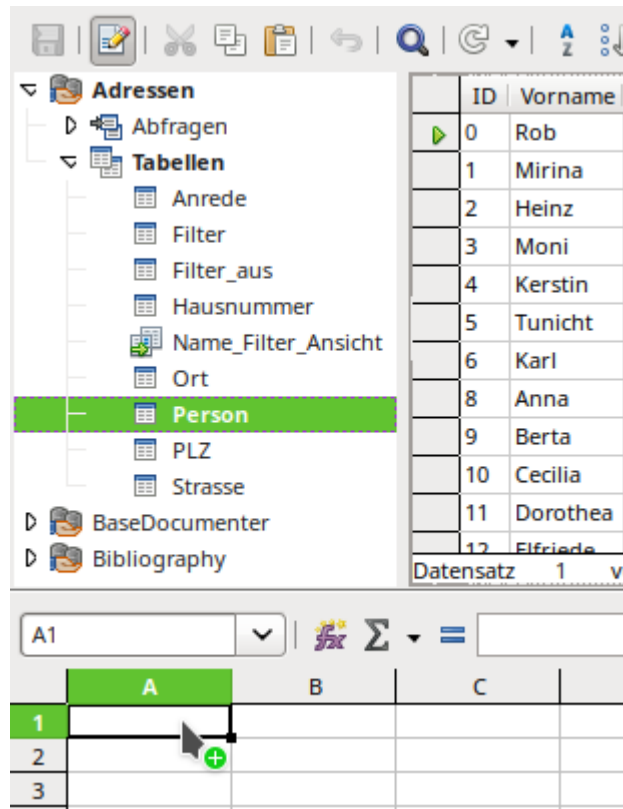 Adressen
Abfragen
Tabellen
Anrede
Filter
Filter_aus
Hausnummer
Name_Filter_Ansicht
Ort
Person
PLZ
Strasse
BaseDocumenter
Bibliography
ID Vorname
0 Rob
1 Mirina
2 Heinz
3 Moni
4 Kerstin
5 Tunicht
6 Karl
8 Anna
9 Berta
10 Cecilia
11 Dorothea
12 Elfriede
Datensatz 1 v
A1
A B C
1
2
3